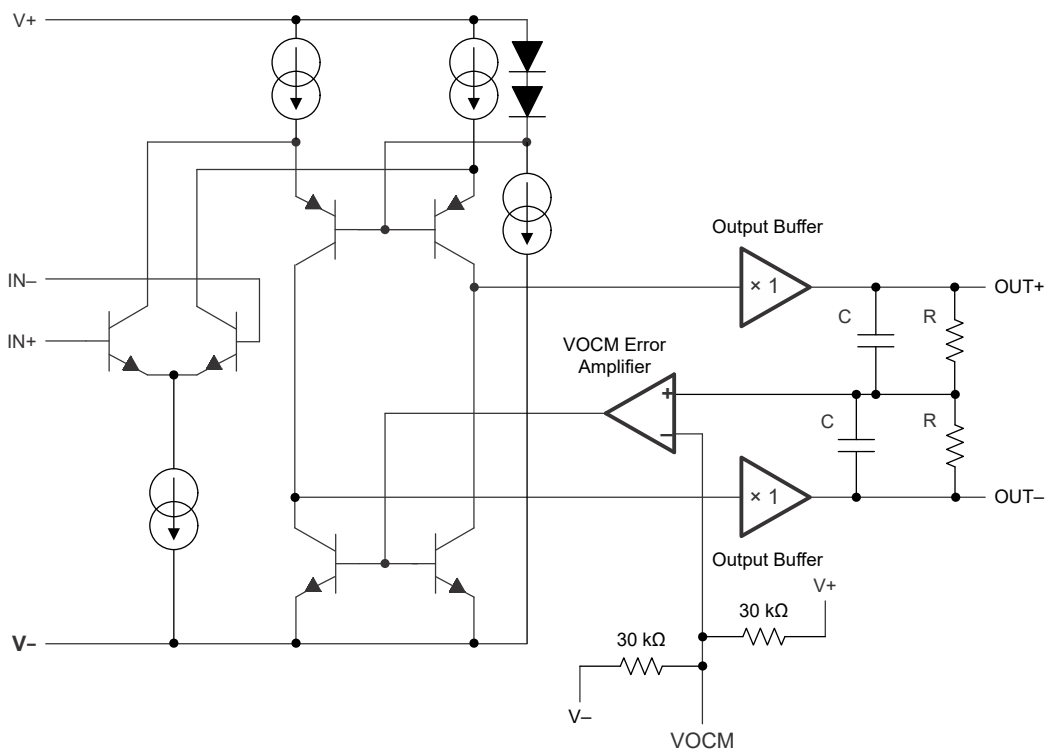 V+
Output Buffer
× 1
OUT+
IN–
C
R
IN+
VOCM Error
Amplifier
+
–
C
R
× 1
OUT–
Output Buffer
V+
30 kΩ
30 kΩ
V–
V–
VOCM